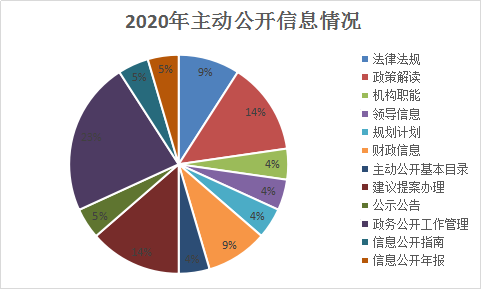 2020年主动公开信息情况
9%
14%
4%
4%
4%
9%
4%
5%
5%
5%
法律法规
政策解读
机构职能
领导信息
规划计划
财政信息
主动公开基本目录
建议提案办理
公示公告
政务公开工作管理
信息公开指南
信息公开年报